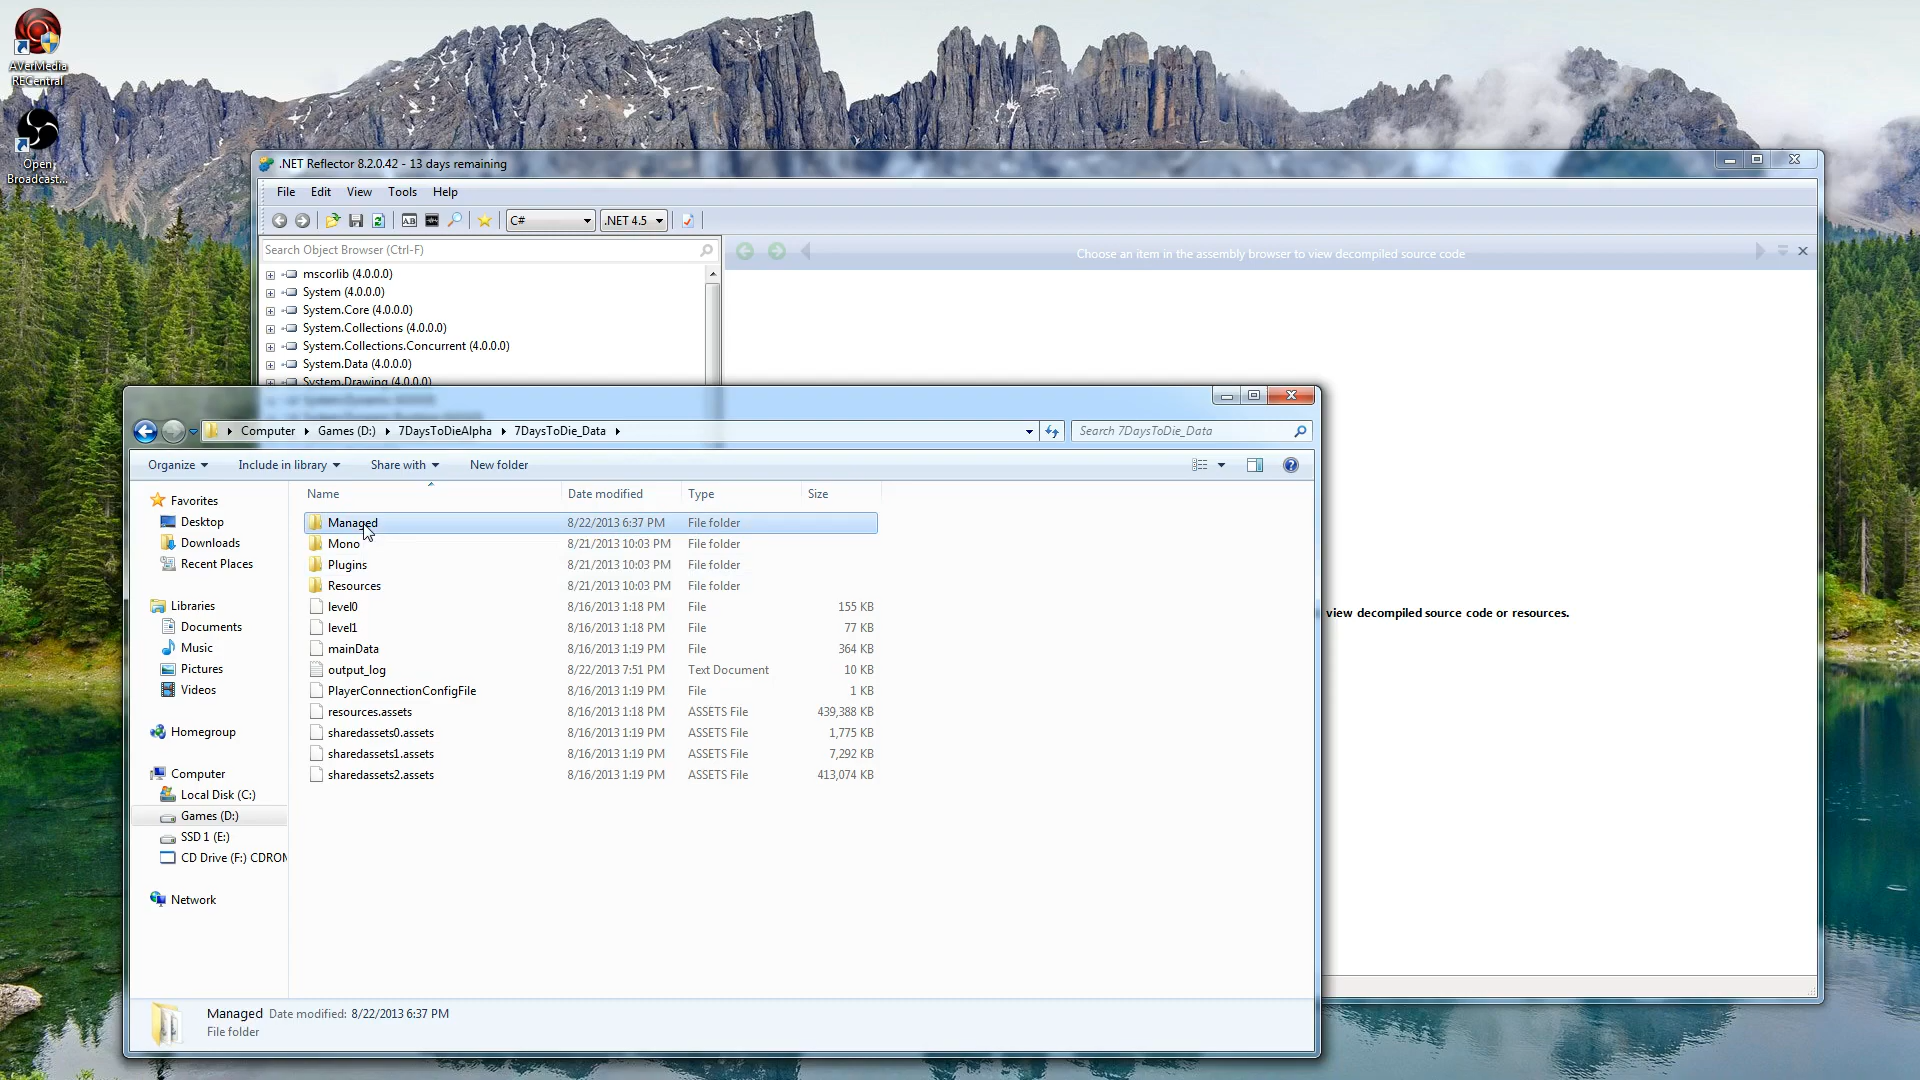 AVerMedia
RECentral
Open
Broadcast...
.NET Reflector 8.2.0.42 - 13 days remaining
File Edit View Tools Help
C# .NET 4.5
Search Object Browser (Ctrl-F)
Choose an item in the assembly browser to view decompiled source code
mscorlib (4.0.0.0)
System (4.0.0.0)
System.Core (4.0.0.0)
System.Collections (4.0.0.0)
System.Collections.Concurrent (4.0.0.0)
System.Data (4.0.0.0)
System.Drawing (4.0.0.0)
view decompiled source code or resources.
Computer Games (D:) 7DaysToDieAlpha 7DaysToDie_Data
Search 7DaysToDie_Data
Organize Include in library Share with New folder
Favorites
Desktop
Downloads
Recent Places
Libraries
Documents
Music
Pictures
Videos
Homegroup
Computer
Local Disk (C:)
Games (D:)
SSD 1 (E:)
CD Drive (F:) CDROM
Network
Name Date modified Type Size
Managed 8/22/2013 6:37 PM File folder
Mono 8/21/2013 10:03 PM File folder
Plugins 8/21/2013 10:03 PM File folder
Resources 8/21/2013 10:03 PM File folder
level0 8/16/2013 1:18 PM File 155 KB
level1 8/16/2013 1:18 PM File 77 KB
mainData 8/16/2013 1:19 PM File 364 KB
output_log 8/22/2013 7:51 PM Text Document 10 KB
PlayerConnectionConfigFile 8/16/2013 1:19 PM File 1 KB
resources.assets 8/16/2013 1:18 PM ASSETS File 439,388 KB
sharedassets0.assets 8/16/2013 1:19 PM ASSETS File 1,775 KB
sharedassets1.assets 8/16/2013 1:19 PM ASSETS File 7,292 KB
sharedassets2.assets 8/16/2013 1:19 PM ASSETS File 413,074 KB
Managed Date modified: 8/22/2013 6:37 PM
File folder